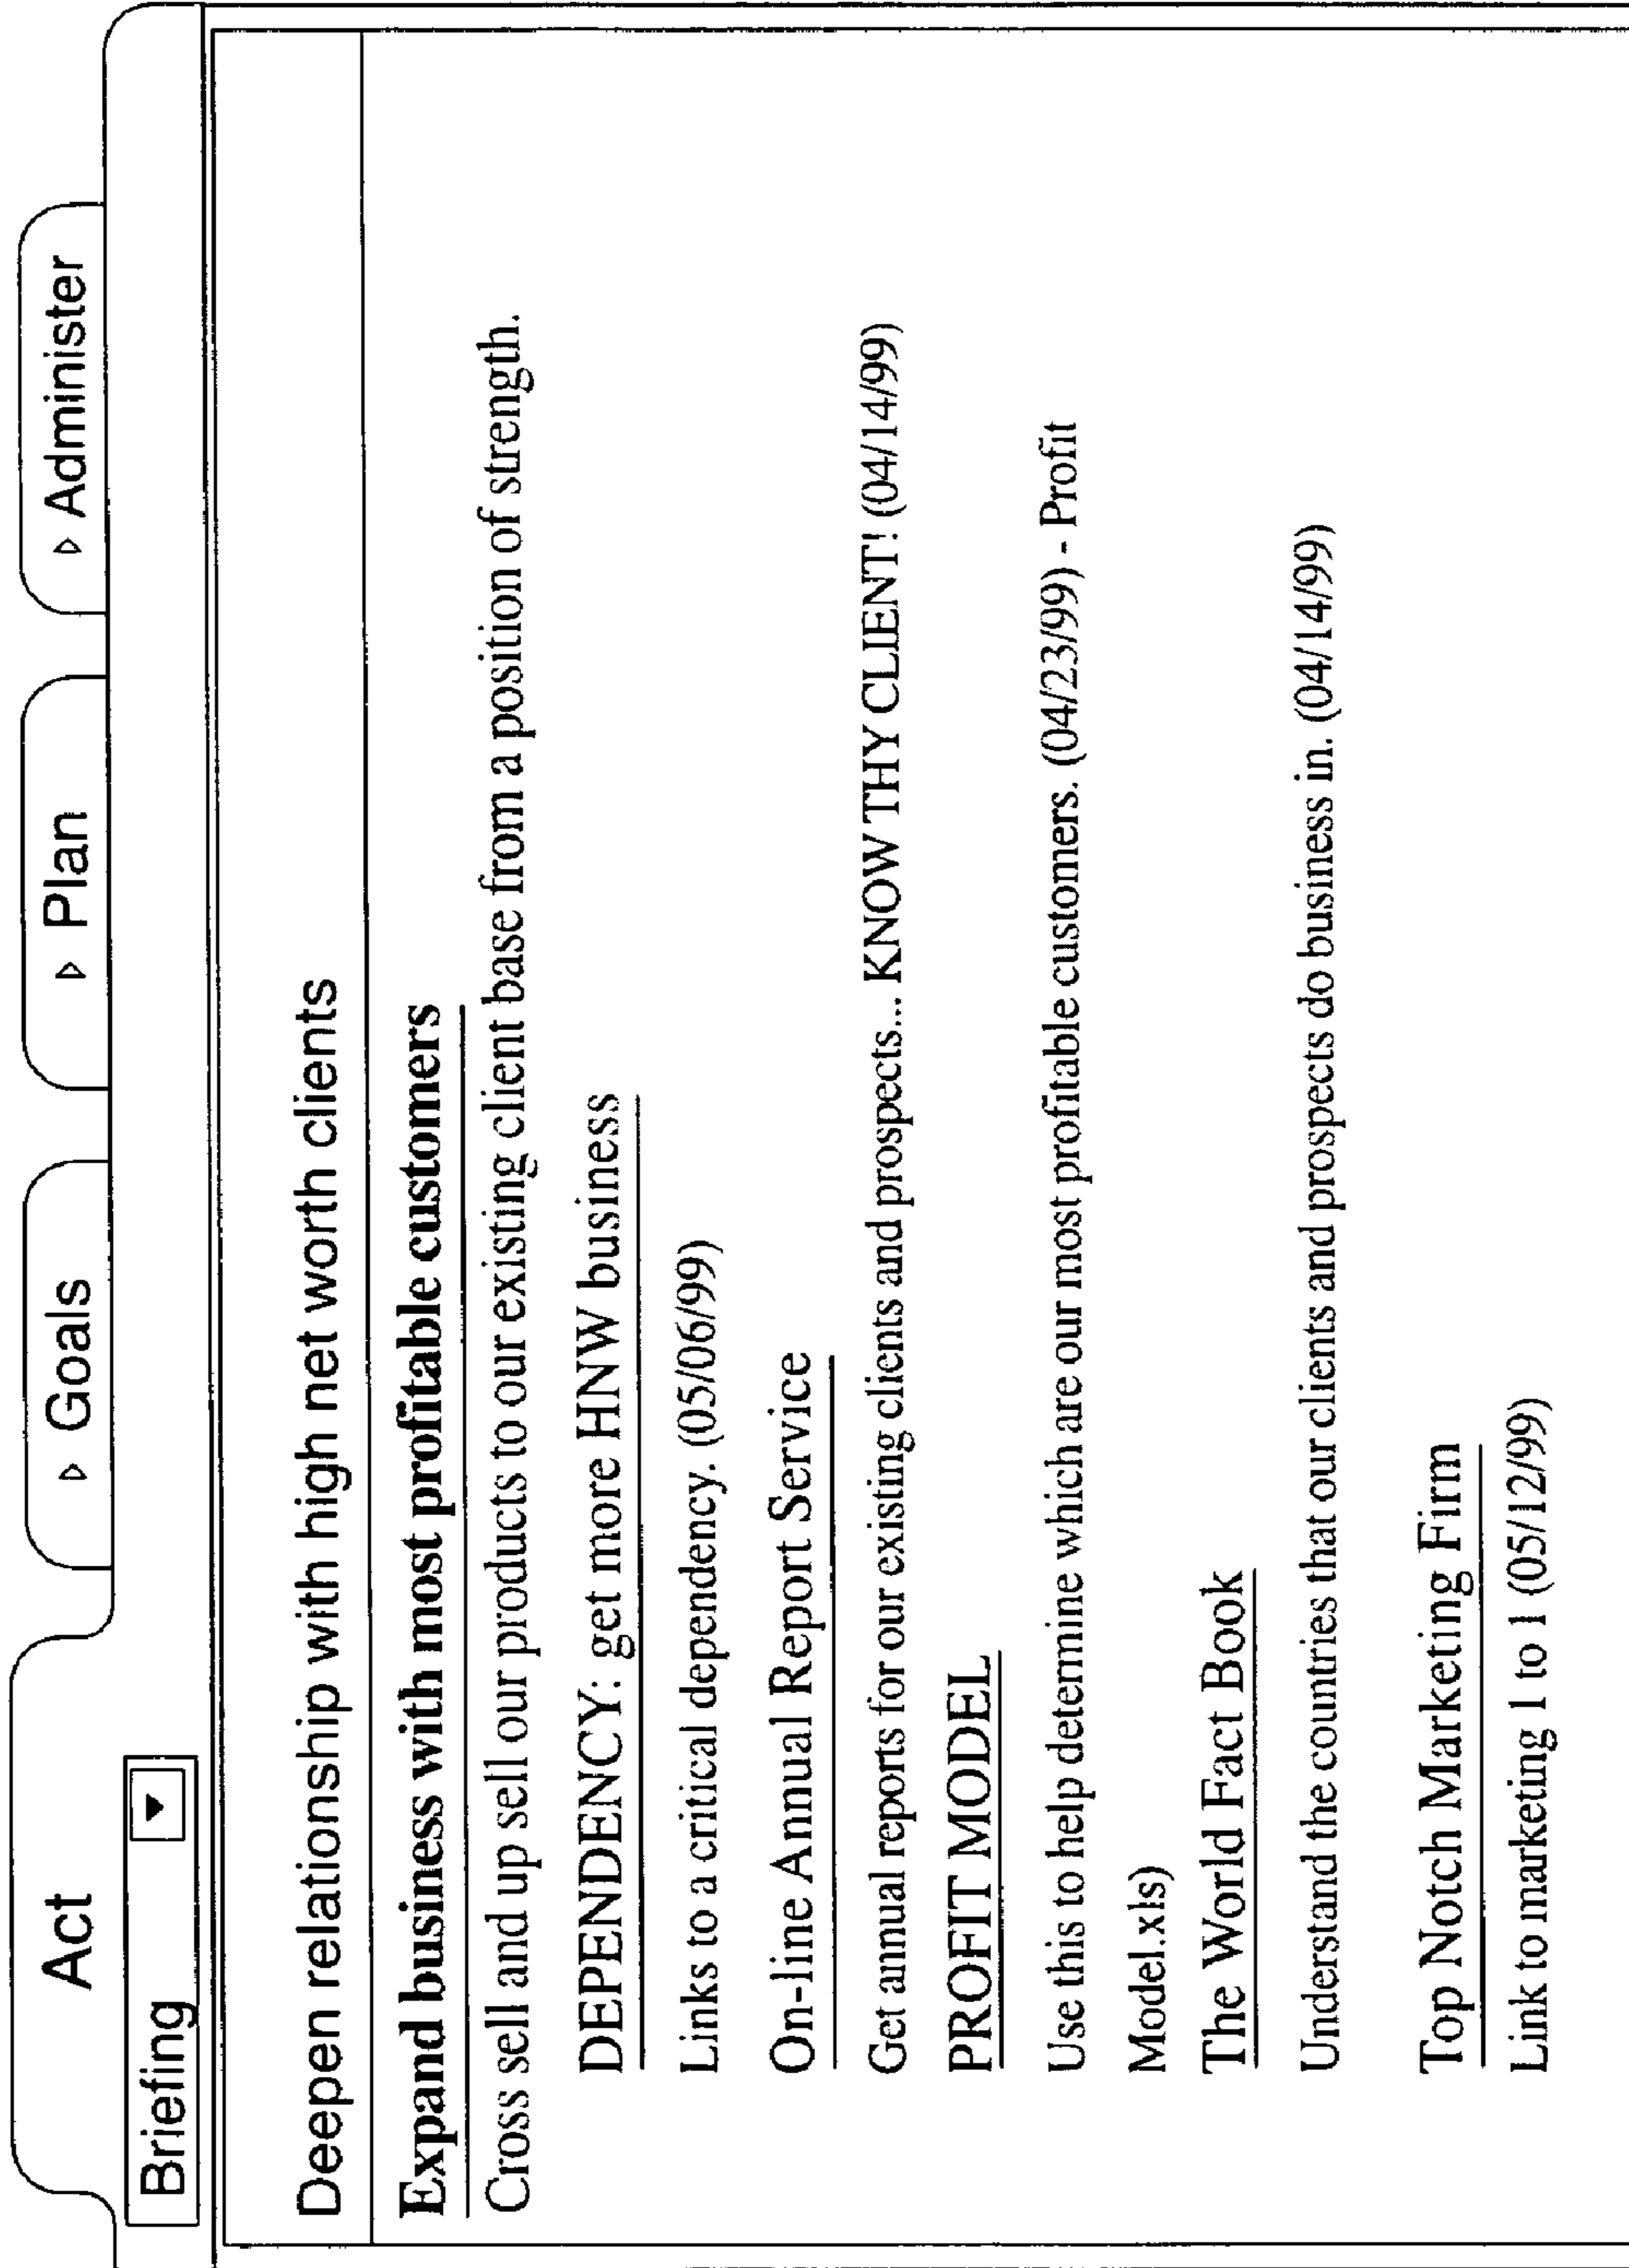 Act
▹ Goals
▹ Plan
▹ Administer
Briefing
Deepen relationship with high net worth clients
Expand business with most profitable customers
Cross sell and up sell our products to our existing client base from a position of strength.
DEPENDENCY: get more HNW business
Links to a critical dependency. (05/06/99)
On-line Annual Report Service
Get annual reports for our existing clients and prospects... KNOW THY CLIENT! (04/14/99)
PROFIT MODEL
Use this to help determine which are our most profitable customers. (04/23/99) - Profit
Model.xls)
The World Fact Book
Understand the countries that our clients and prospects do business in. (04/14/99)
Top Notch Marketing Firm
Link to marketing 1 to 1 (05/12/99)